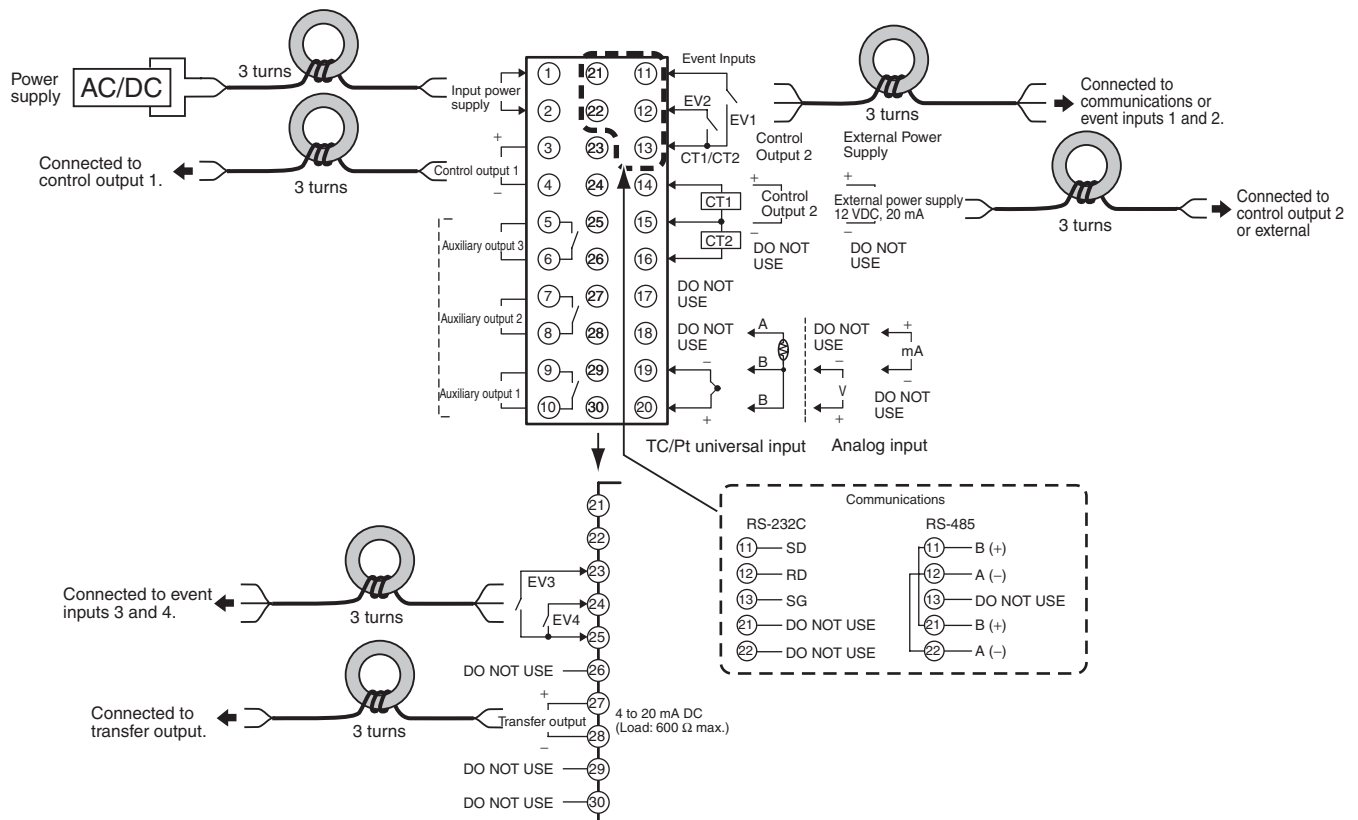 Power
supply
AC/DC
3 turns
Input power
supply
Connected to
control output 1.
3 turns
+
Control output 1
−
Auxiliary output 3
Auxiliary output 2
Auxiliary output 1
1 21 11
2 22 12
3 23 13
4 24 14
5 25 15
6 26 16
7 27 17
8 28 18
9 29 19
10 30 20
Event Inputs
EV2
EV1
CT1/CT2
CT1
CT2
Control
Output 2
+
Control
Output 2
−
DO NOT
USE
External Power
Supply
+
External power supply
12 VDC, 20 mA
−
DO NOT
USE
3 turns
Connected to
communications or
event inputs 1 and 2.
3 turns
Connected to
control output 2
or external
DO NOT
USE
DO NOT
USE
−
+
A
B
B
DO NOT
USE
−
V
+
+
mA
−
DO NOT
USE
TC/Pt universal input
Analog input
Communications
RS-232C
11 SD
12 RD
13 SG
21 DO NOT USE
22 DO NOT USE
RS-485
11 B (+)
12 A (−)
13 DO NOT USE
21 B (+)
22 A (−)
21
22
23
24
25
26
27
28
29
30
Connected to event
inputs 3 and 4.
3 turns
EV3
EV4
DO NOT USE
Connected to
transfer output.
3 turns
+
Transfer output
−
4 to 20 mA DC
(Load: 600 Ω max.)
DO NOT USE
DO NOT USE